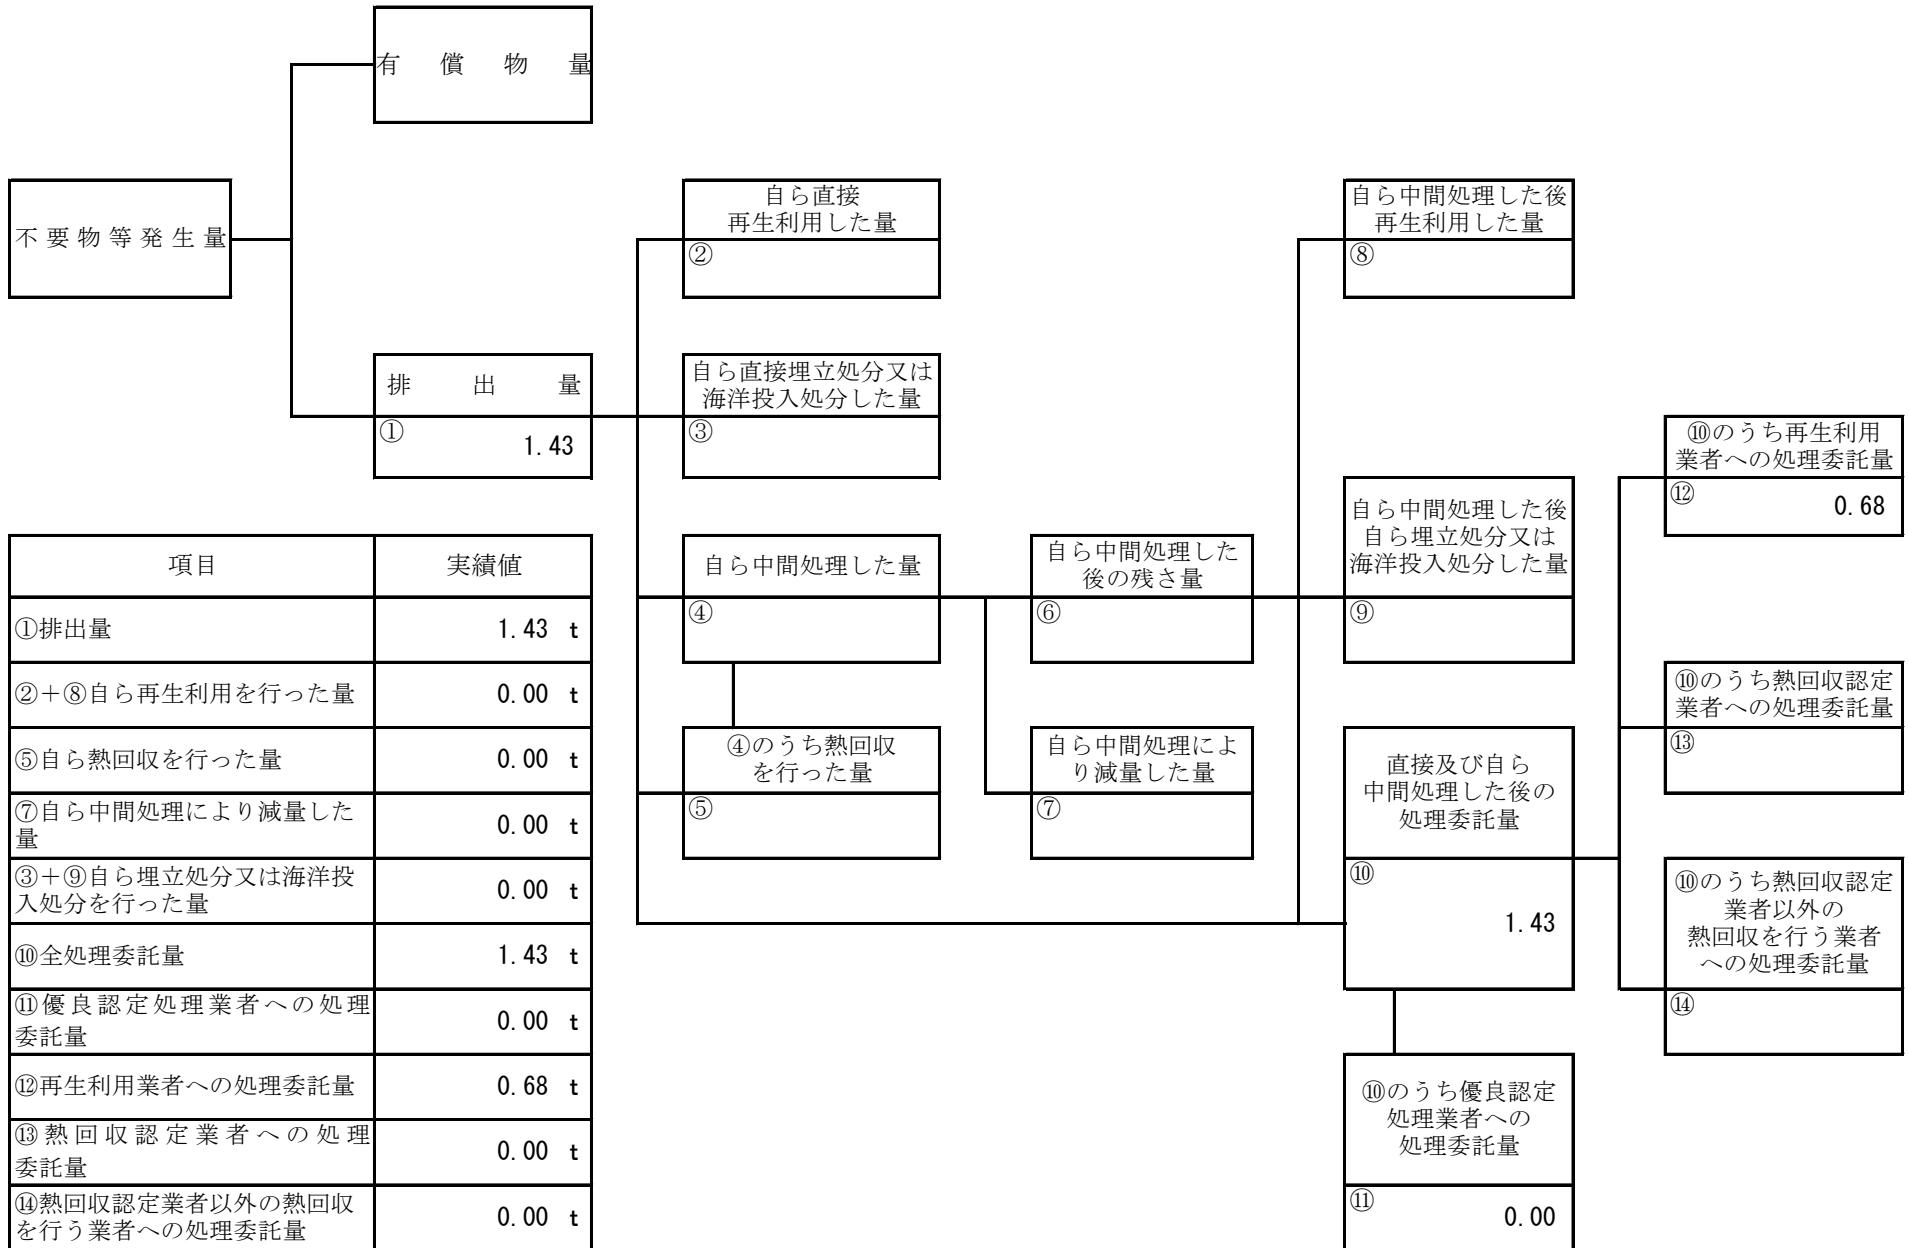 有償物量
不要物等発生量
自ら直接
再生利用した量
②
自ら中間処理した後
再生利用した量
⑧
排出量
①
1.43
自ら直接埋立処分又は
海洋投入処分した量
③
⑩のうち再生利用
業者への処理委託量
⑫
0.68
自ら中間処理した量
④
自ら中間処理した
後の残さ量
⑥
自ら中間処理した後
自ら埋立処分又は
海洋投入処分した量
⑨
④のうち熱回収
を行った量
⑤
自ら中間処理によ
り減量した量
⑦
直接及び自ら
中間処理した後の
処理委託量
⑩
1.43
⑩のうち熱回収認定
業者への処理委託量
⑬
⑩のうち熱回収認定
業者以外の
熱回収を行う業者
への処理委託量
⑭
⑩のうち優良認定
処理業者への
処理委託量
⑪
0.00
項目 実績値
①排出量 1.43 t
②+⑧自ら再生利用を行った量 0.00 t
⑤自ら熱回収を行った量 0.00 t
⑦自ら中間処理により減量した
量 0.00 t
③+⑨自ら埋立処分又は海洋投
入処分を行った量 0.00 t
⑩全処理委託量 1.43 t
⑪優良認定処理業者への処理
委託量 0.00 t
⑫再生利用業者への処理委託量 0.68 t
⑬熱回収認定業者への処理
委託量 0.00 t
⑭熱回収認定業者以外の熱回収
を行う業者への処理委託量 0.00 t